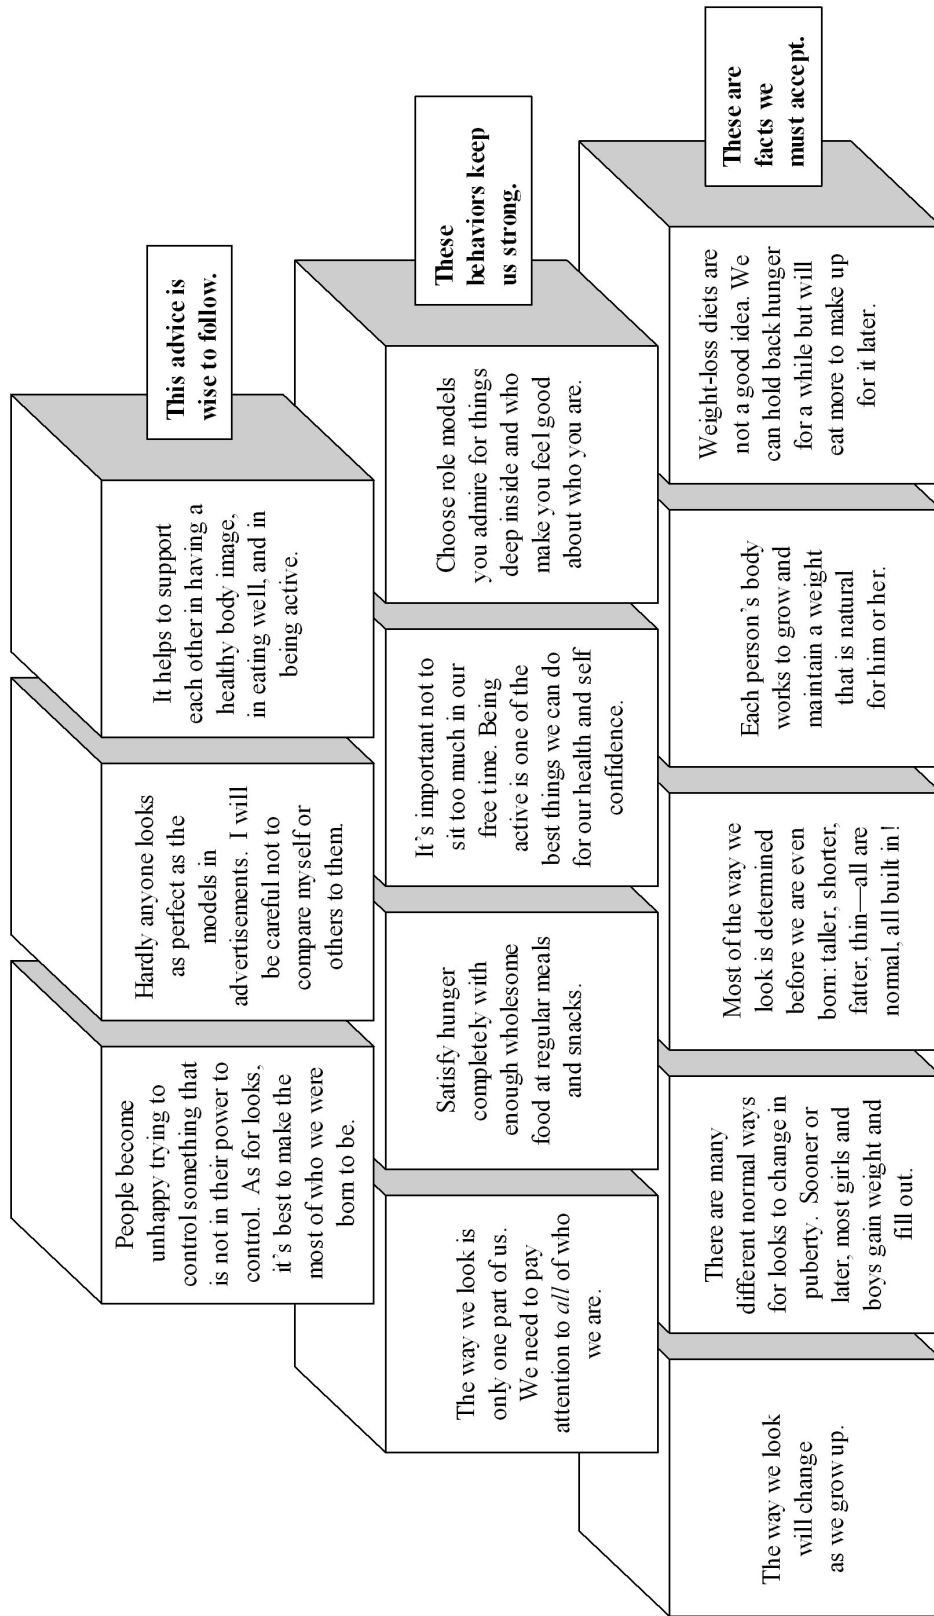 People become
unhappy trying to
control something that
is not in their power to
control. As for looks,
it's best to make the
most of who we were
born to be.
Hardly anyone looks
as perfect as the
models in
advertisements. I will
be careful not to
compare myself or
others to them.
It helps to support
each other in having a
healthy body image,
in eating well, and in
being active.
This advice is
wise to follow.
The way we look is
only one part of us.
We need to pay
attention to all of who
we are.
Satisfy hunger
completely with
enough wholesome
food at regular meals
and snacks.
It's important not to
sit too much in our
free time. Being
active is one of the
best things we can do
for our health and self
confidence.
Choose role models
you admire for things
deep inside and who
make you feel good
about who you are.
These
behaviors keep
us strong.
The way we look
will change
as we grow up.
There are many
different normal ways
for looks to change in
puberty. Sooner or
later, most girls and
boys gain weight and
fill out.
Most of the way we
look is determined
before we are even
born: taller, shorter,
fatter, thin—all are
normal, all built in!
Each person's body
works to grow and
maintain a weight
that is natural
for him or her.
Weight-loss diets are
not a good idea. We
can hold back hunger
for a while but will
eat more to make up
for it later.
These are
facts we
must accept.